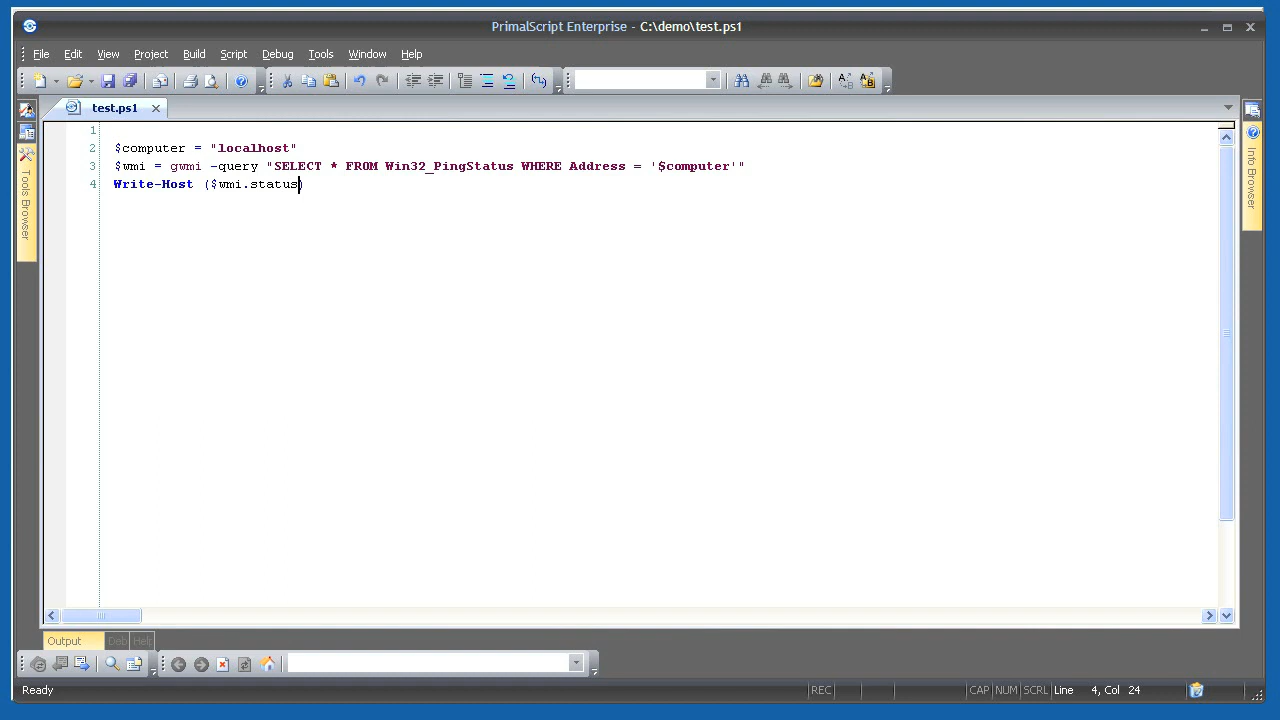 PrimalScript Enterprise - C:\demo\test.ps1
File Edit View Project Build Script Debug Tools Window Help
test.ps1
1
2 $computer = "localhost"
3 $wmi = gwmi -query "SELECT * FROM Win32_PingStatus WHERE Address = '$computer'"
4 Write-Host ($wmi.status)
Tools Browser
Info Browser
Output Deb Help
Ready
REC CAP NUM SCRL Line 4, Col 24